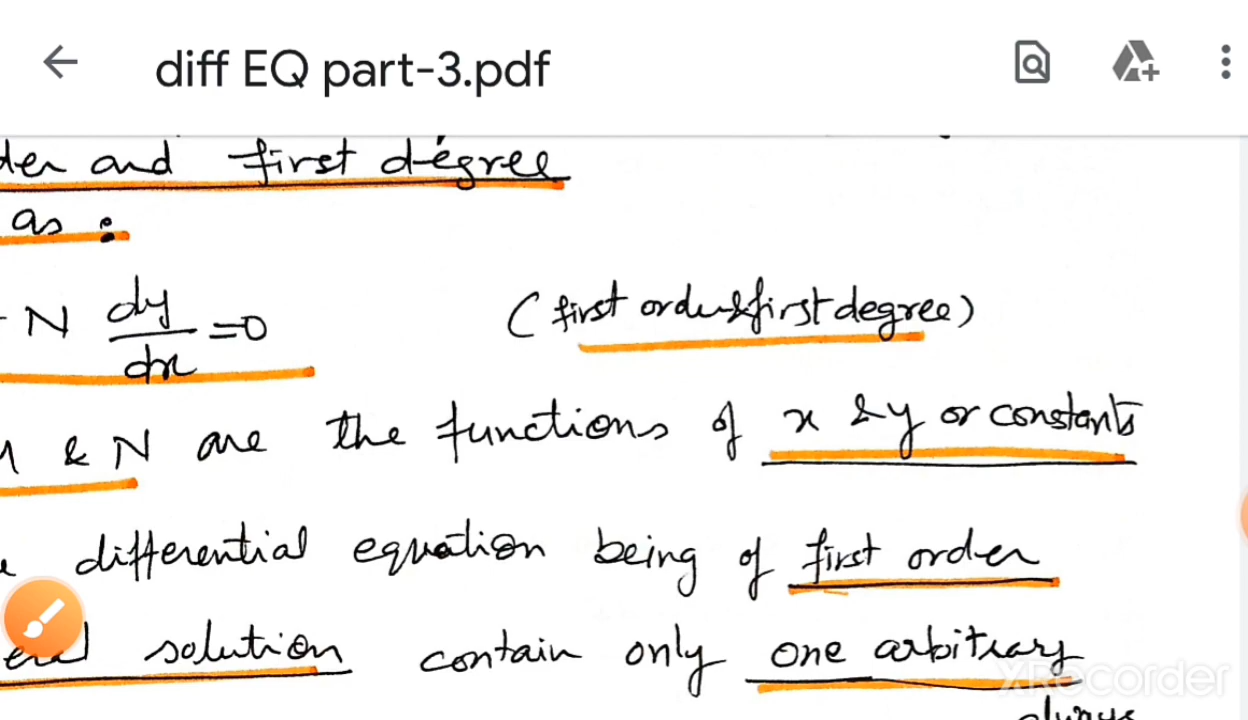 diff EQ part-3.pdf
and first degree
as :
N dy/dx =0 (first order&first degree)
& N are the functions of x & y or constants
differential equation being of first order
solution contain only one arbitrary
XRecorder
always